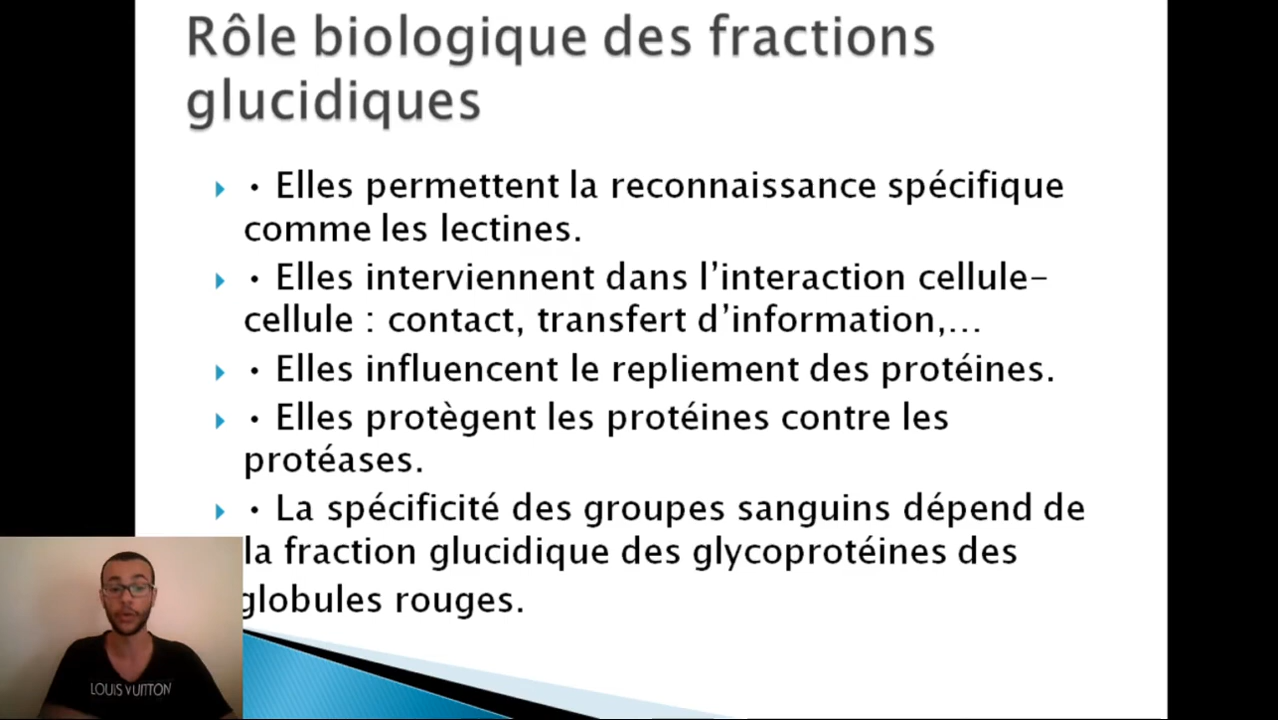 Rôle biologique des fractions
glucidiques
• Elles permettent la reconnaissance spécifique
comme les lectines.
• Elles interviennent dans l’interaction cellule-
cellule : contact, transfert d’information,...
• Elles influencent le repliement des protéines.
• Elles protègent les protéines contre les
protéases.
• La spécificité des groupes sanguins dépend de
la fraction glucidique des glycoprotéines des
globules rouges.
LOUIS VUITTON